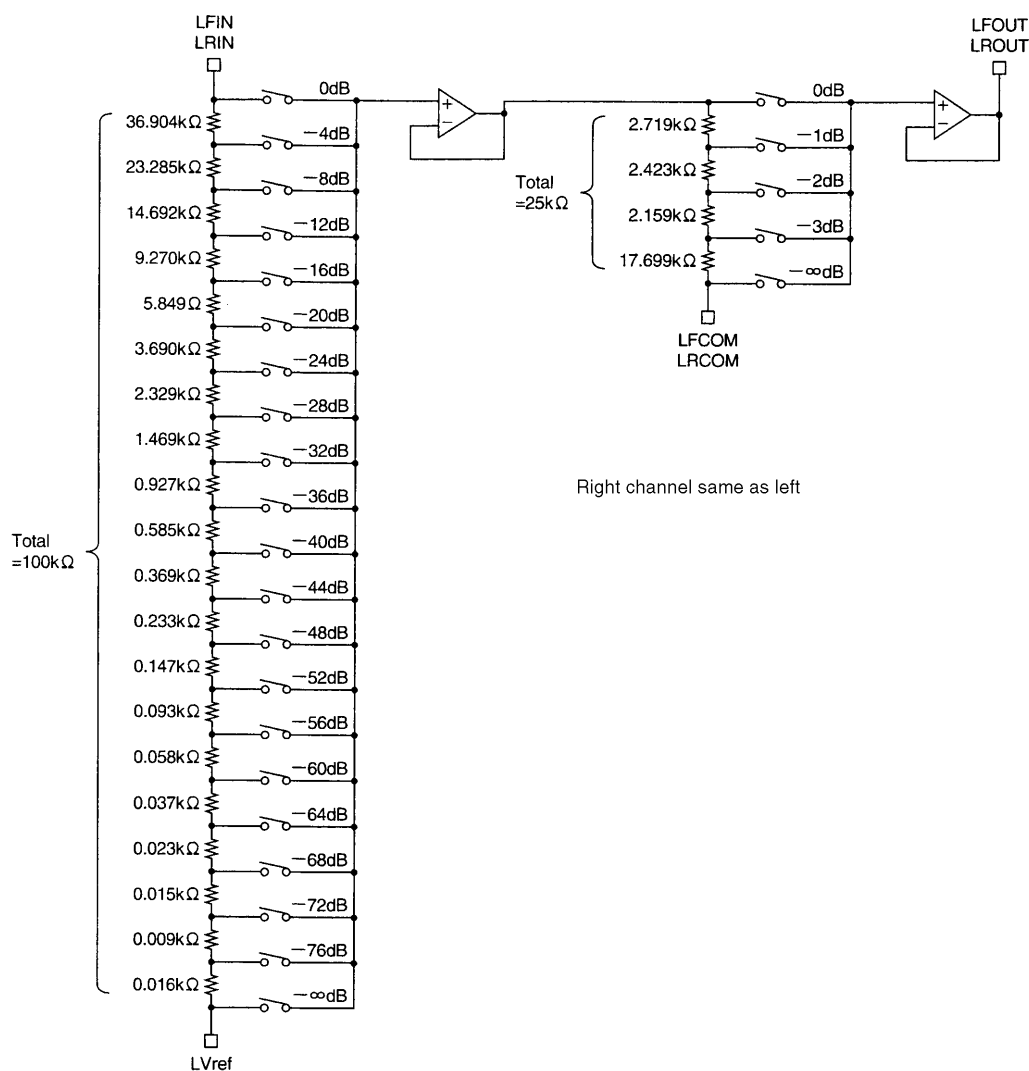 LFIN
LRIN
0dB
36.904kΩ
−4dB
23.285kΩ
−8dB
14.692kΩ
−12dB
9.270kΩ
−16dB
5.849Ω
−20dB
3.690kΩ
−24dB
2.329kΩ
−28dB
1.469kΩ
−32dB
0.927kΩ
−36dB
0.585kΩ
−40dB
0.369kΩ
−44dB
0.233kΩ
−48dB
0.147kΩ
−52dB
0.093kΩ
−56dB
0.058kΩ
−60dB
0.037kΩ
−64dB
0.023kΩ
−68dB
0.015kΩ
−72dB
0.009kΩ
−76dB
0.016kΩ
−∞dB
LVref
Total
=100kΩ
+
−
LFOUT
LROUT
0dB
2.719kΩ
−1dB
2.423kΩ
−2dB
2.159kΩ
−3dB
17.699kΩ
−∞dB
Total
=25kΩ
LFCOM
LRCOM
+
−
Right channel same as left